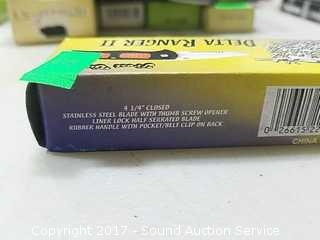 DELTA RANGER II
4 1/4" CLOSED
STAINLESS STEEL BLADE WITH THUMB SCREW OPENER
LINER LOCK HALF SERRATED BLADE
RUBBER HANDLE WITH POCKET/BELT CLIP ON BACK
CHINA
Copyright 2017 - Sound Auction Service